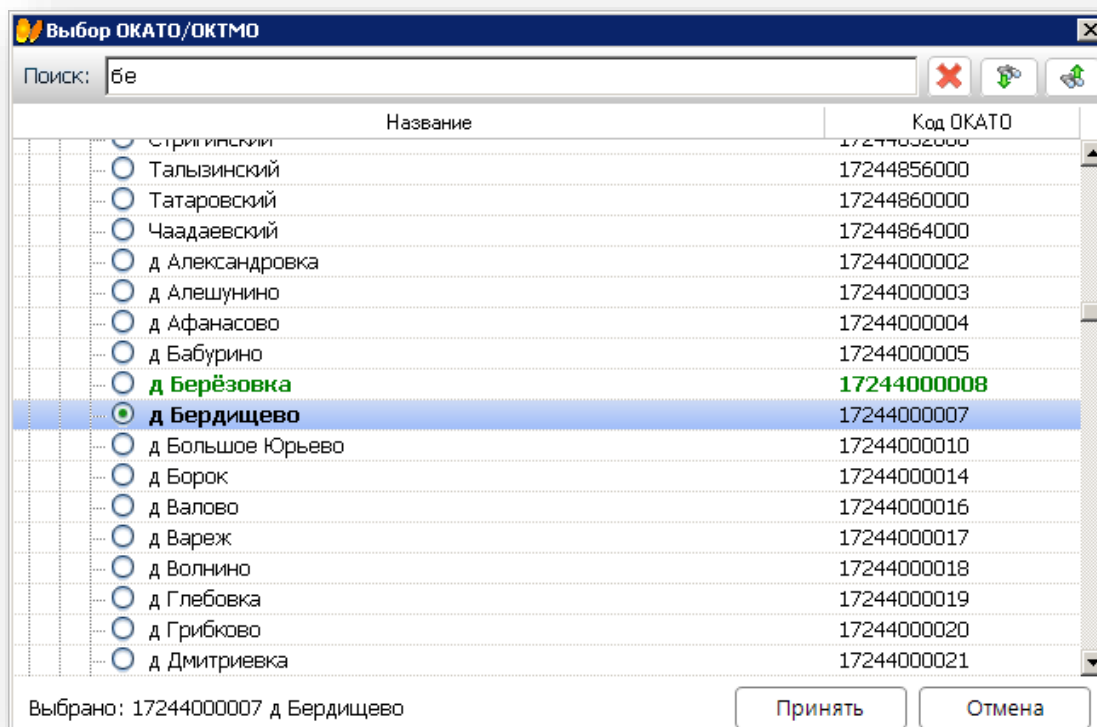 Выбор ОКАТО/ОКТМО
Поиск: бе
Название Код ОКАТО
Стригинский 17244852000
Талызинский 17244856000
Татаровский 17244860000
Чаадаевский 17244864000
д Александровка 17244000002
д Алешунино 17244000003
д Афанасово 17244000004
д Бабурино 17244000005
д Берёзовка 17244000008
д Бердищево 17244000007
д Большое Юрьево 17244000010
д Борок 17244000014
д Валово 17244000016
д Вареж 17244000017
д Волнино 17244000018
д Глебовка 17244000019
д Грибково 17244000020
д Дмитриевка 17244000021
Выбрано: 17244000007 д Бердищево Принять Отмена